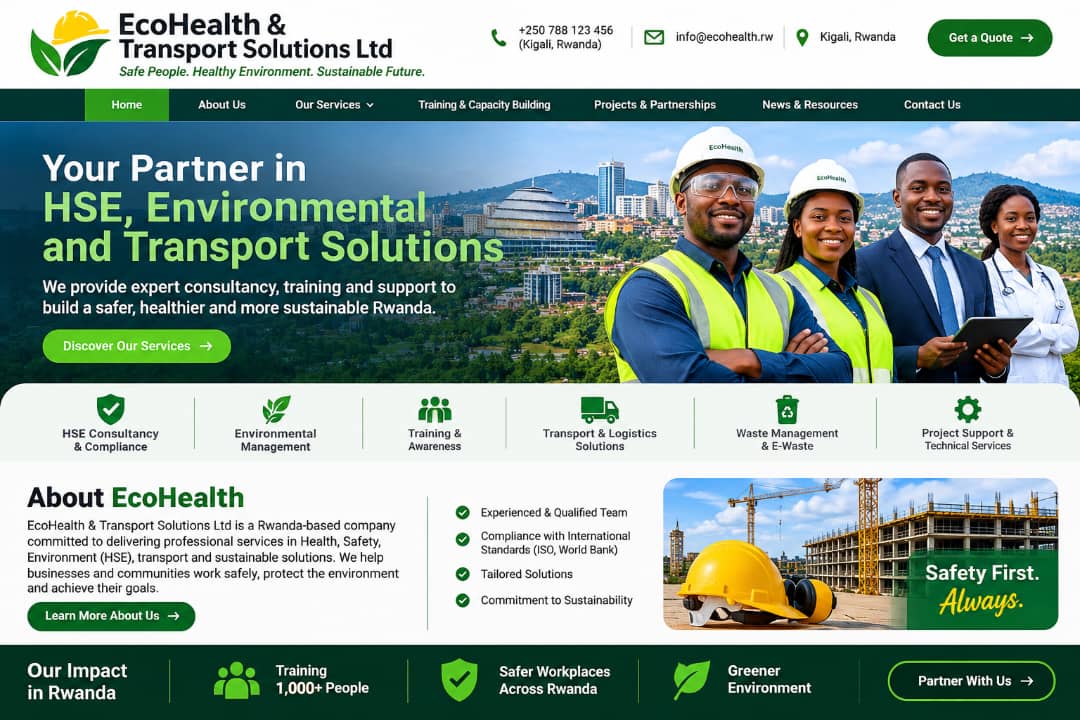 EcoHealth &
Transport Solutions Ltd
Safe People. Healthy Environment. Sustainable Future.
+250 788 123 456
(Kigali, Rwanda)
info@ecohealth.rw
Kigali, Rwanda
Get a Quote →
Home
About Us
Our Services
Training & Capacity Building
Projects & Partnerships
News & Resources
Contact Us
Your Partner in
HSE, Environmental
and Transport Solutions
We provide expert consultancy, training and support to
build a safer, healthier and more sustainable Rwanda.
Discover Our Services →
EcoHealth
EcoHealth
HSE Consultancy
& Compliance
Environmental
Management
Training &
Awareness
Transport & Logistics
Solutions
Waste Management
& E-Waste
Project Support &
Technical Services
About EcoHealth
EcoHealth & Transport Solutions Ltd is a Rwanda-based company
committed to delivering professional services in Health, Safety,
Environment (HSE), transport and sustainable solutions. We help
businesses and communities work safely, protect the environment
and achieve their goals.
Learn More About Us →
Experienced & Qualified Team
Compliance with International
Standards (ISO, World Bank)
Tailored Solutions
Commitment to Sustainability
Safety First.
Always.
Our Impact
in Rwanda
Training
1,000+ People
Safer Workplaces
Across Rwanda
Greener
Environment
Partner With Us →